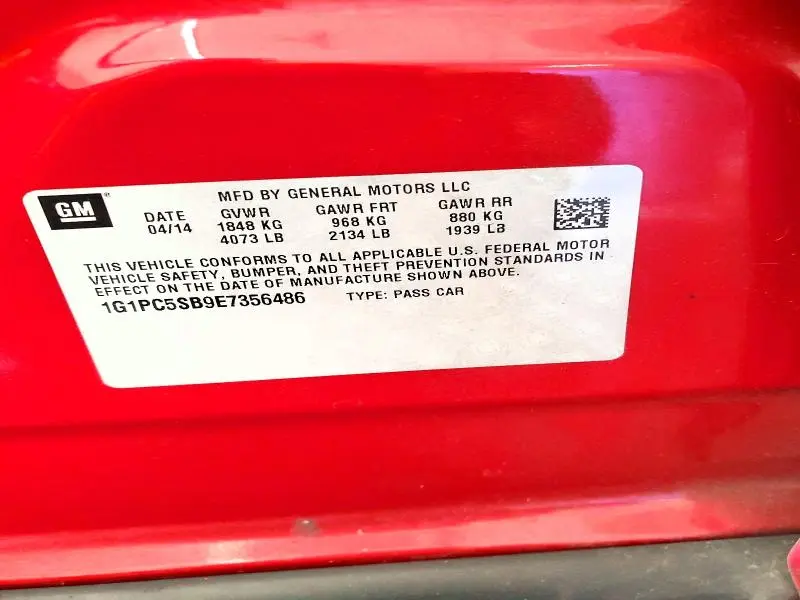 GM
MFD BY GENERAL MOTORS LLC
DATE GVWR GAWR FRT GAWR RR
04/14 1848 KG 968 KG 880 KG
4073 LB 2134 LB 1939 LB
THIS VEHICLE CONFORMS TO ALL APPLICABLE U.S. FEDERAL MOTOR
VEHICLE SAFETY, BUMPER, AND THEFT PREVENTION STANDARDS IN
EFFECT ON THE DATE OF MANUFACTURE SHOWN ABOVE.
1G1PC5SB9E7356486 TYPE: PASS CAR